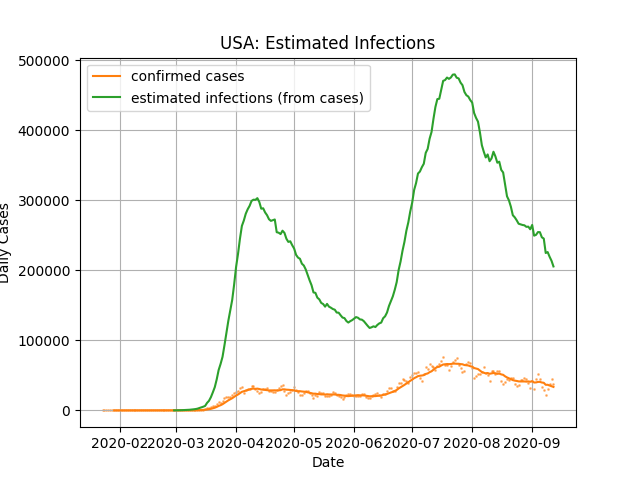 USA: Estimated Infections
confirmed cases
estimated infections (from cases)
500000
400000
300000
200000
100000
0
Daily Cases
2020-02
2020-03
2020-04
2020-05
2020-06
2020-07
2020-08
2020-09
Date